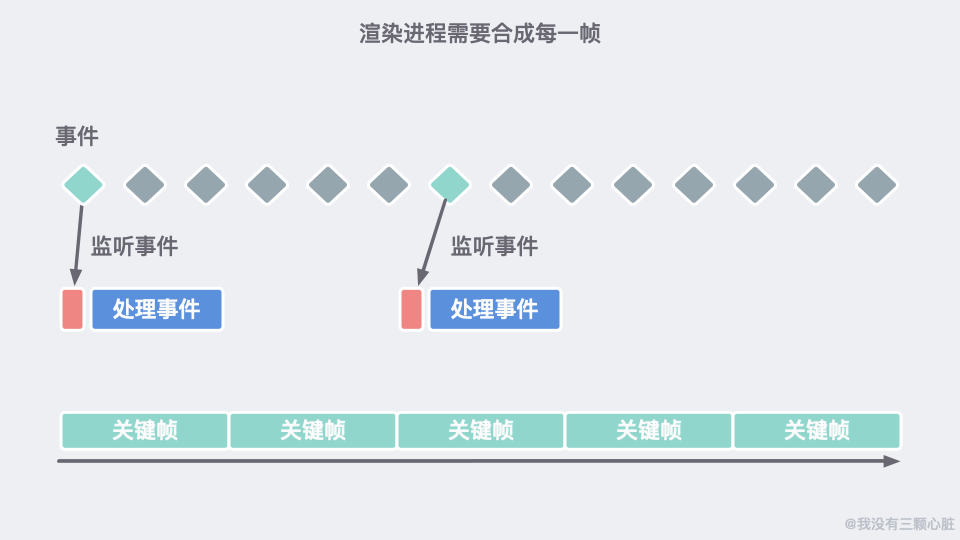 渲染进程需要合成每一帧
事件
监听事件
监听事件
处理事件
处理事件
关键帧 关键帧 关键帧 关键帧 关键帧
@我没有三颗心脏